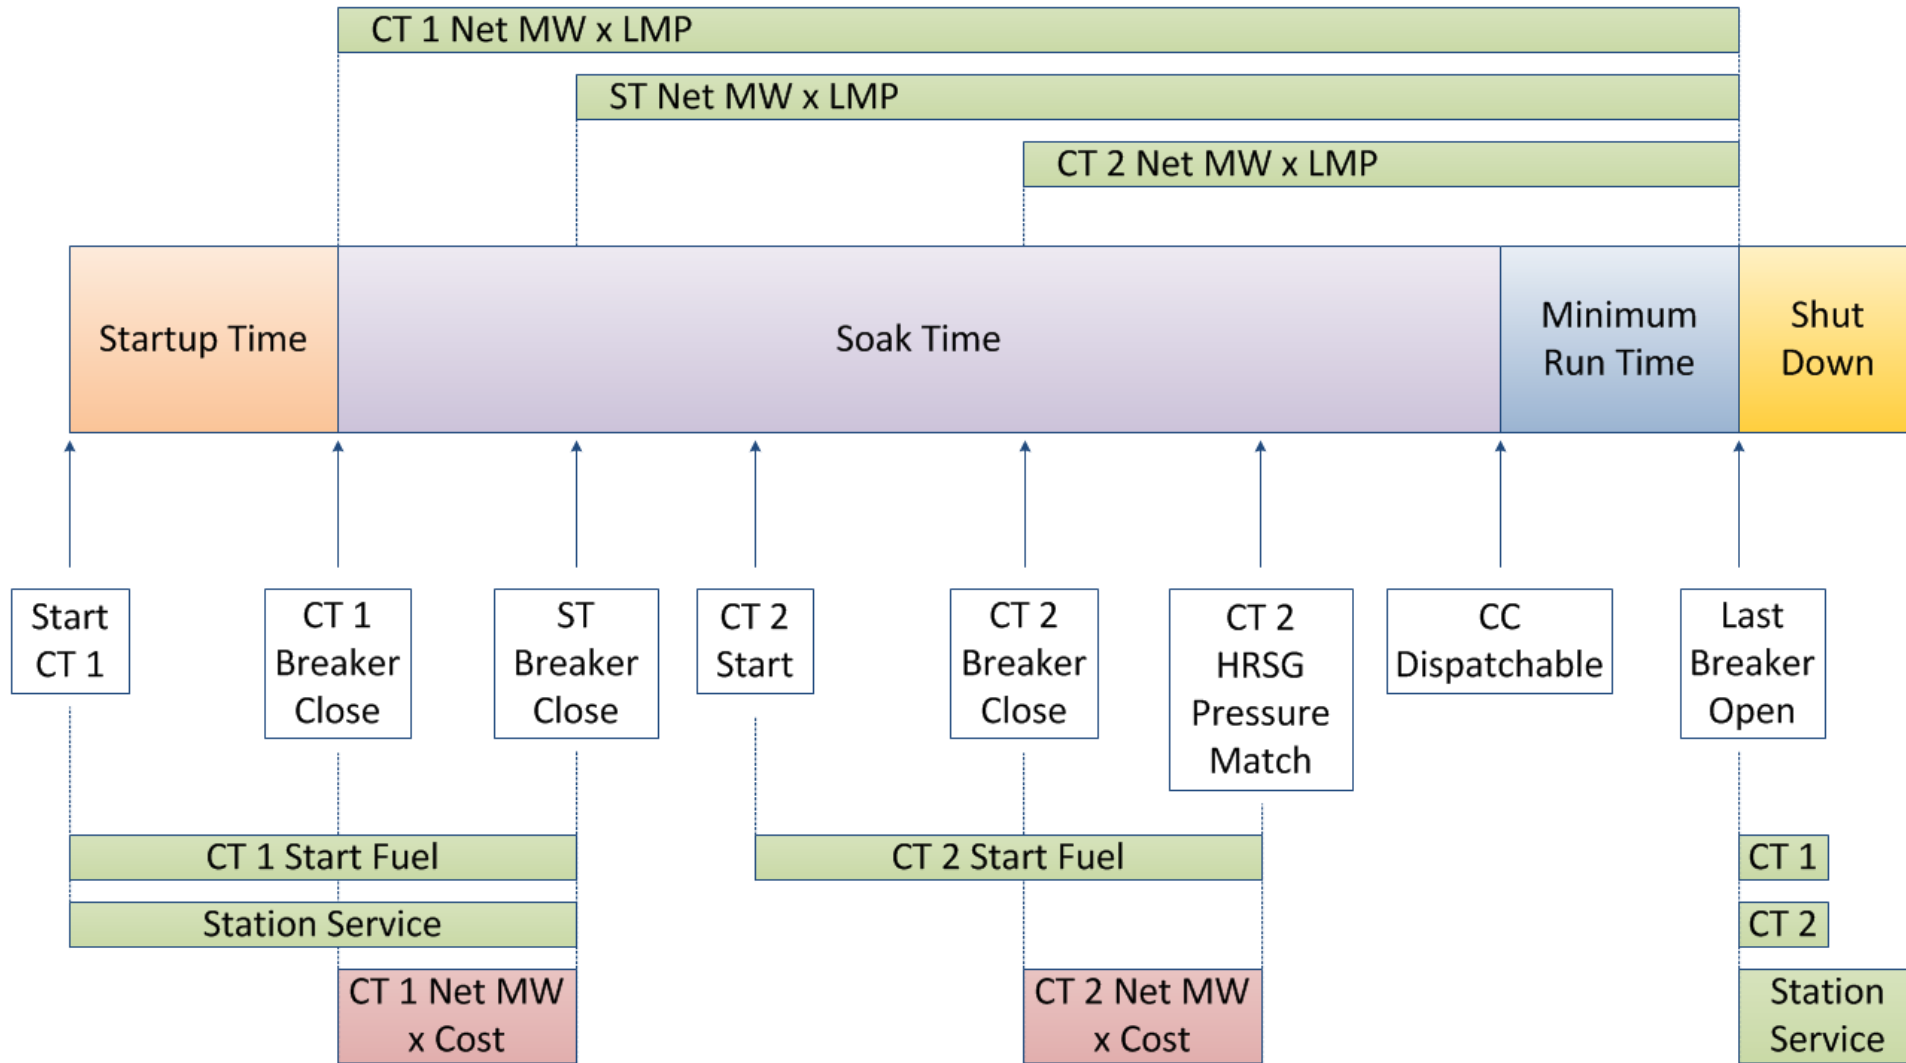 CT 1 Net MW x LMP
ST Net MW x LMP
CT 2 Net MW x LMP
Startup Time
Soak Time
Minimum
Run Time
Shut
Down
Start
CT 1
CT 1
Breaker
Close
ST
Breaker
Close
CT 2
Start
CT 2
Breaker
Close
CT 2
HRSG
Pressure
Match
CC
Dispatchable
Last
Breaker
Open
CT 1 Start Fuel
CT 2 Start Fuel
CT 1
Station Service
CT 2
CT 1 Net MW
x Cost
CT 2 Net MW
x Cost
Station
Service